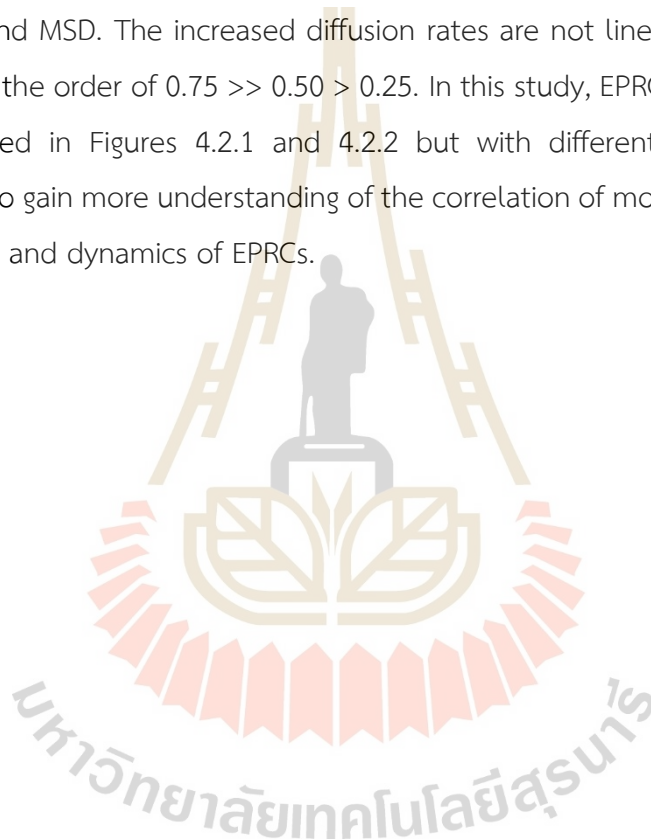 nd MSD. The increased diffusion rates are not line
the order of 0.75 >> 0.50 > 0.25. In this study, EPRC
ed in Figures 4.2.1 and 4.2.2 but with different
o gain more understanding of the correlation of mo
and dynamics of EPRCs.
มหาวิทยาลัยเทคโนโลยีสุรนารี